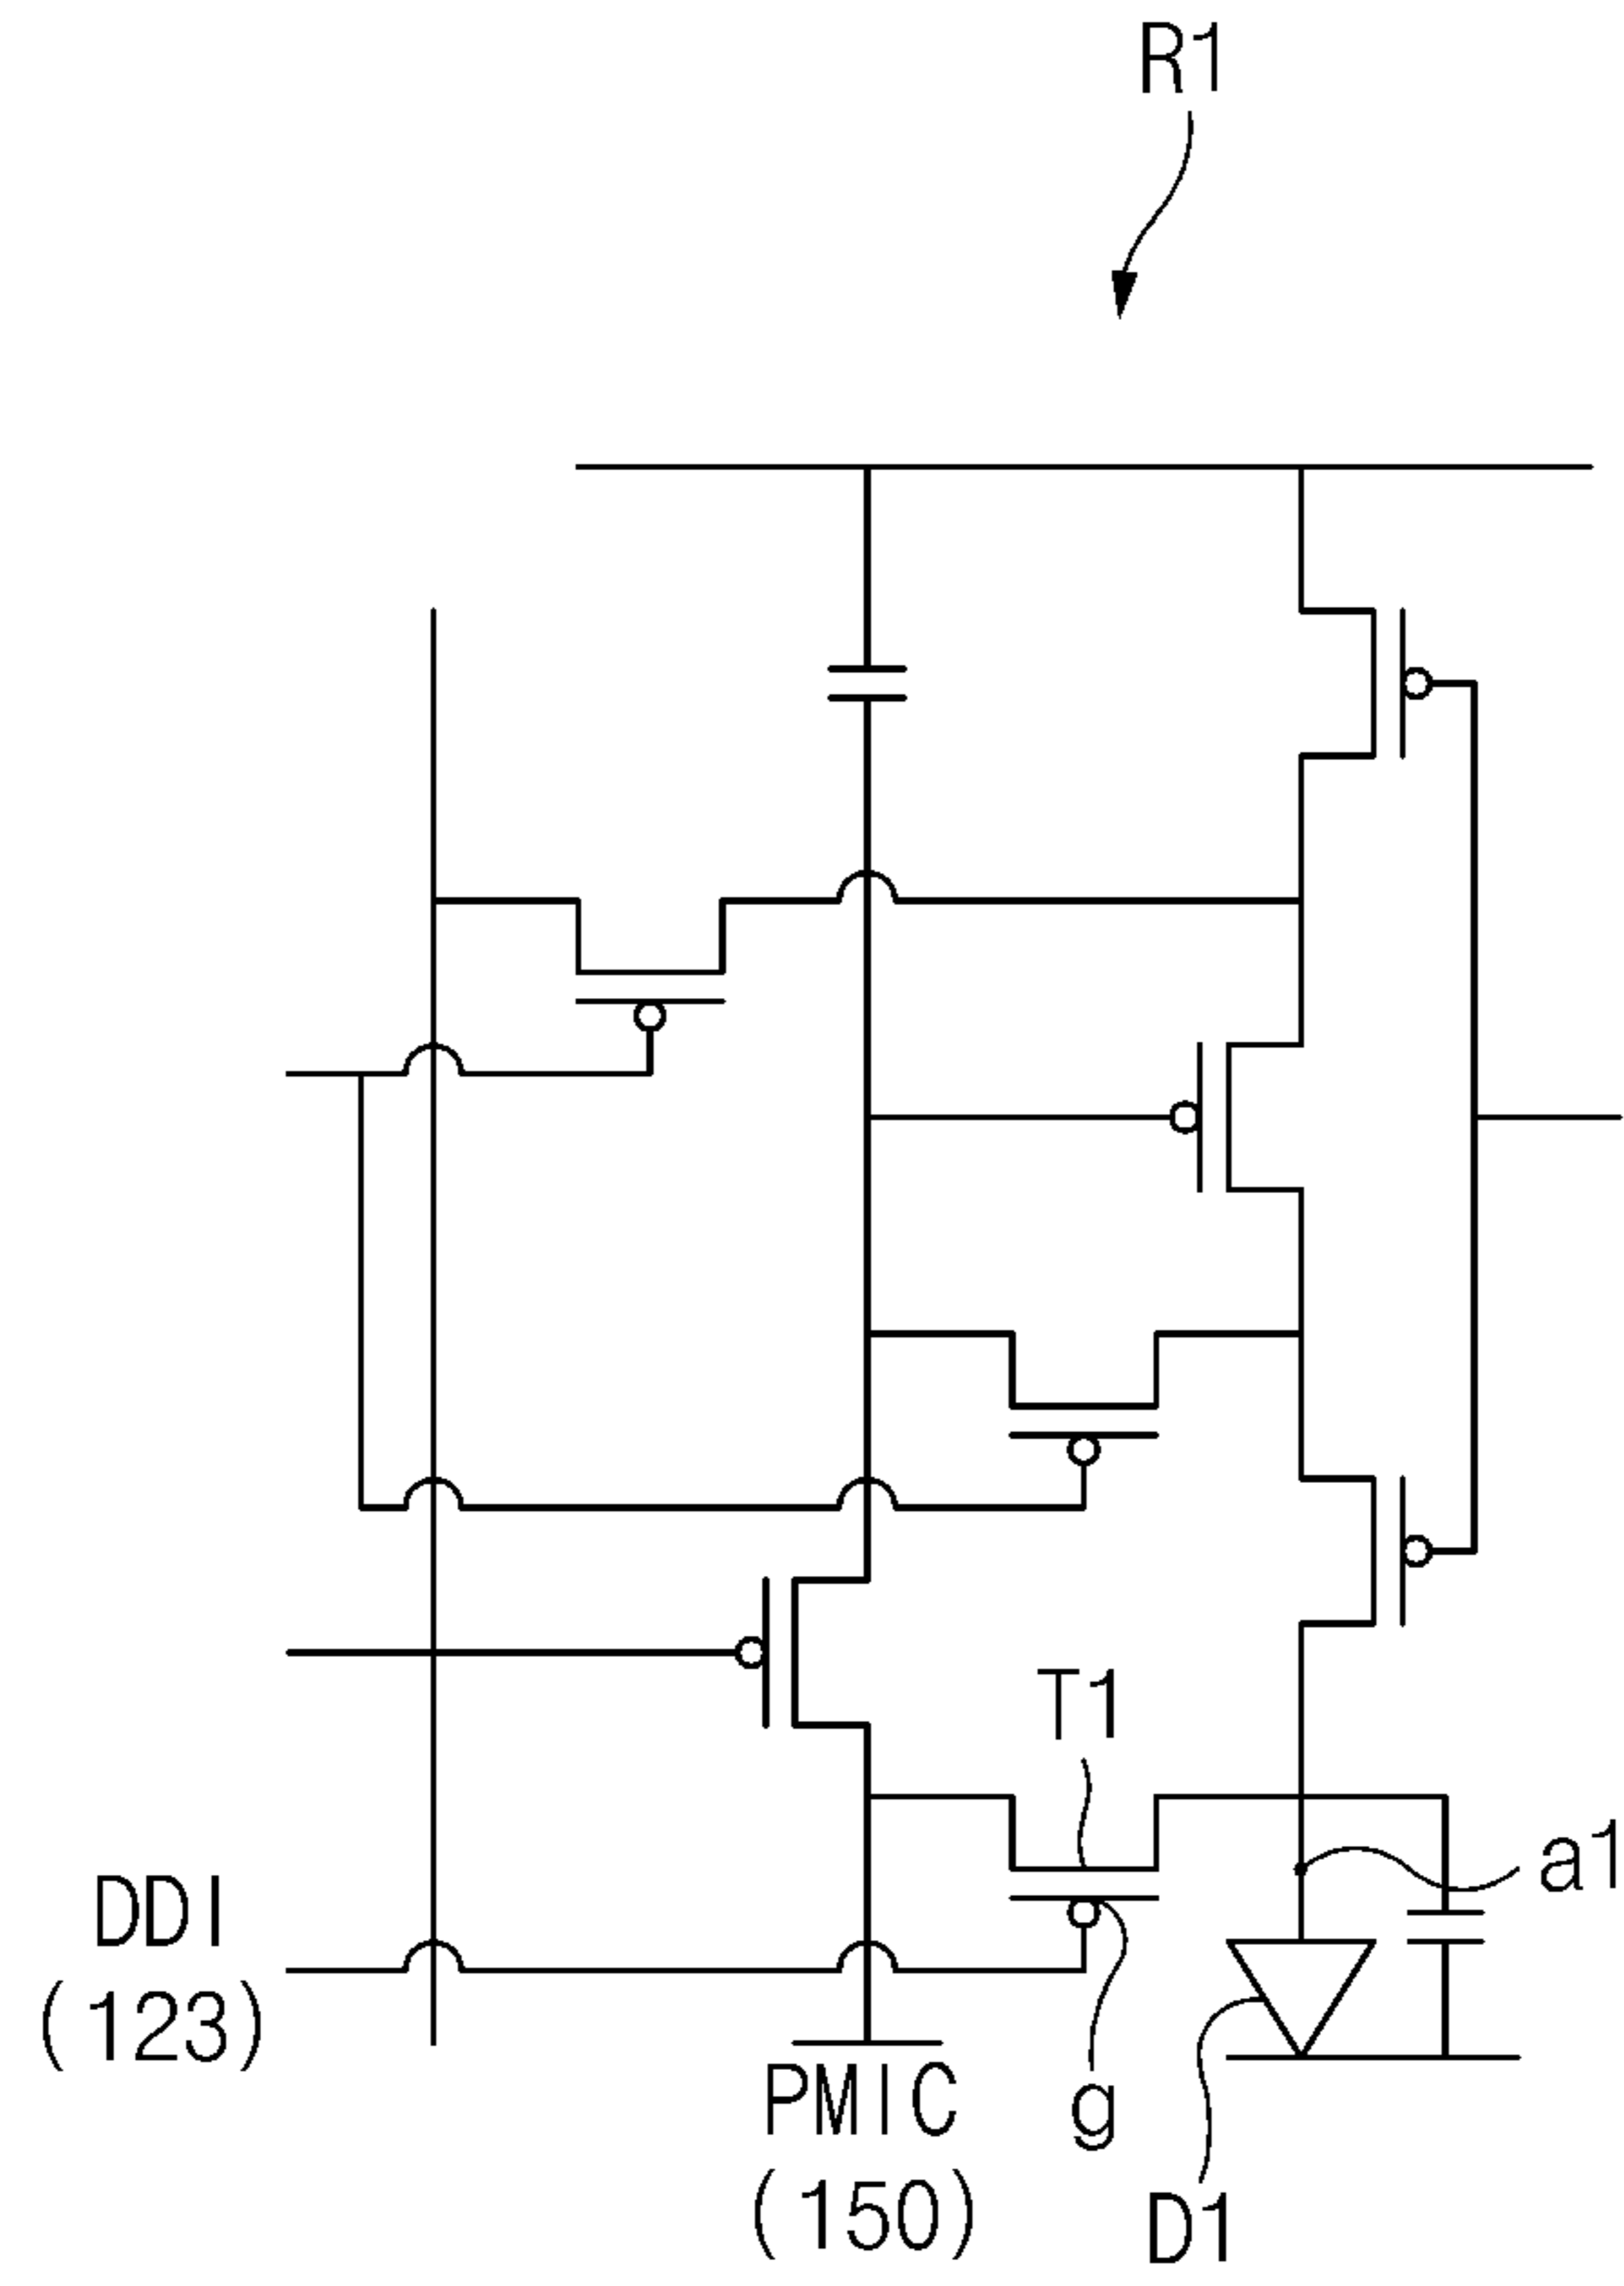 R1
T1
a1
DDI
(123)
PMIC
(150)
g
D1